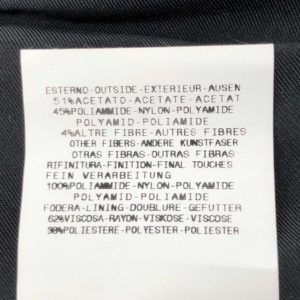 ESTERNO-OUTSIDE-EXTERIEUR-AUSEN
51%ACETATO-ACETATE-ACETAT
45%POLIAMMIDE-NYLON-POLYAMIDE
POLYAMID-POLIAMIDE
4%ALTRE FIBRE-AUTRES FIBRES
OTHER FIBERS-ANDERE KUNSTFASER
OTRAS FIBRAS-OUTRAS FIBRAS
RIFINITURA-FINITION-FINAL TOUCHES
FEIN VERARBEITUNG
100%POLIAMMIDE-NYLON-POLYAMIDE
POLYAMID-POLIAMIDE
FODERA-LINING-DOUBLURE-GEFUTTER
62%VISCOSA-RAYON-VISKOSE-VISCOSE
38%POLIESTERE-POLYESTER-POLIESTER